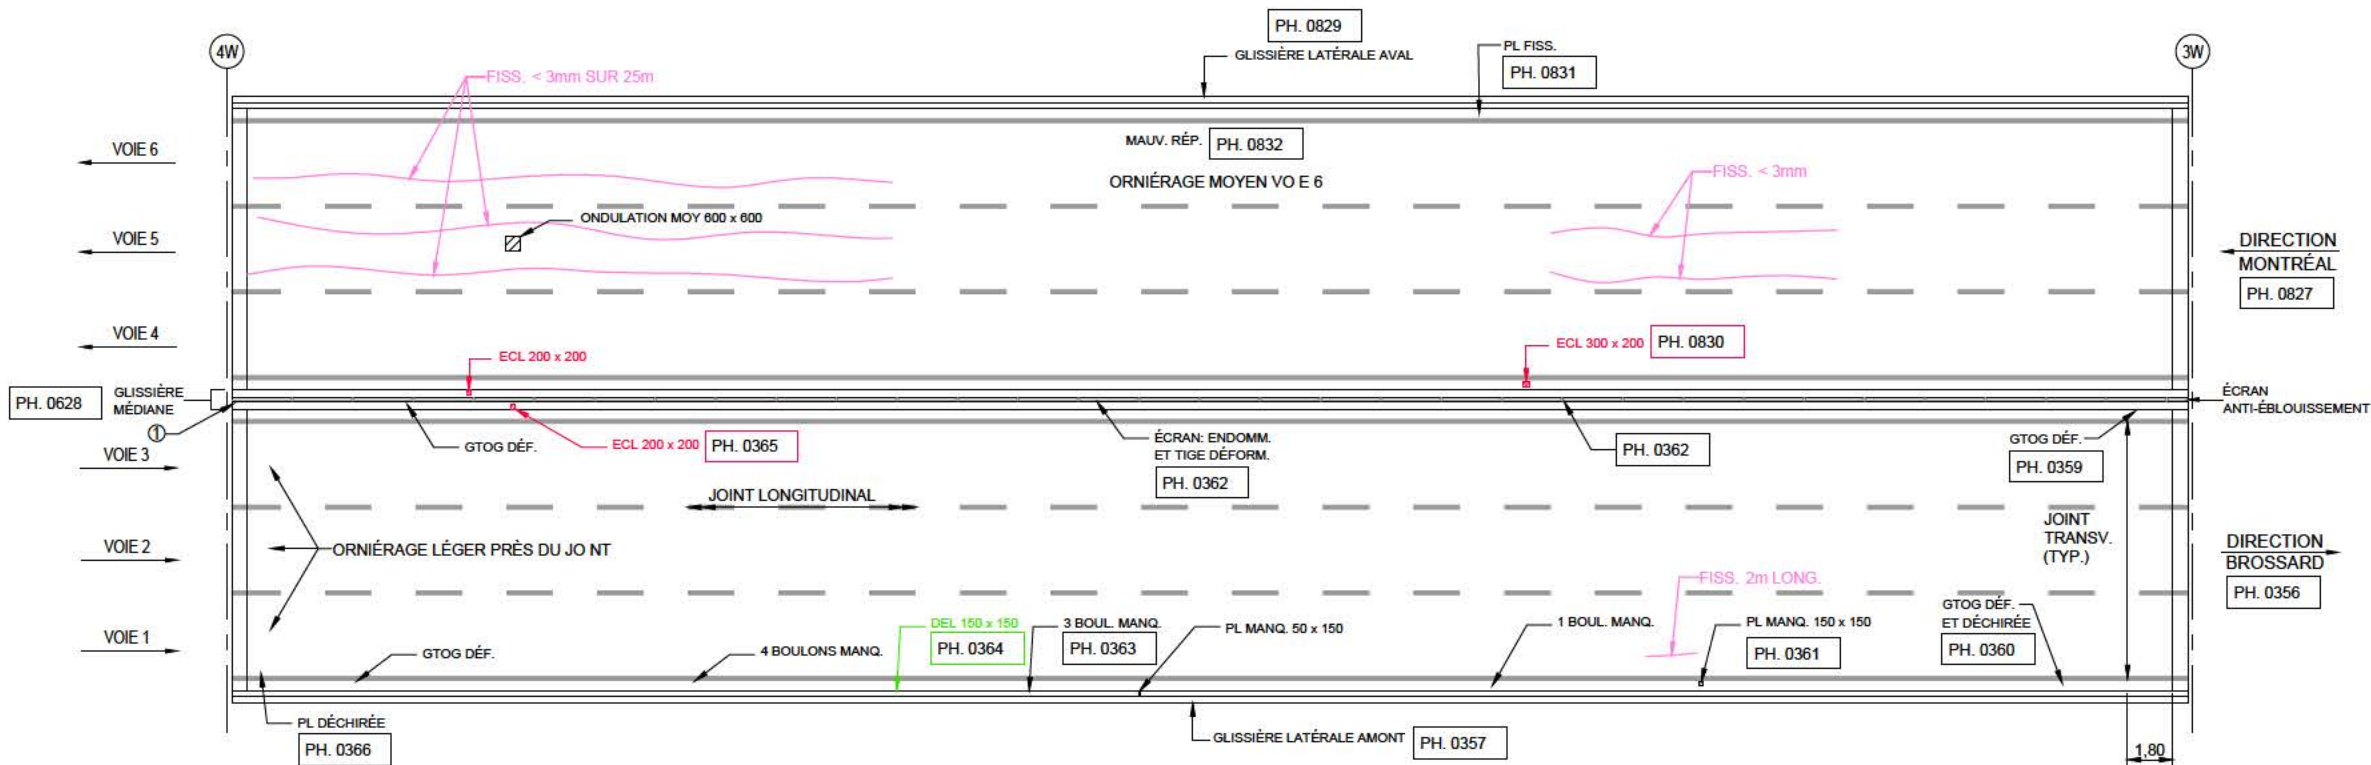 PH. 0829
GLISSIÈRE LATÉRALE AVAL
PL FISS.
PH. 0831
4W
3W
FISS. < 3mm SUR 25m
MAUV. RÉP.
PH. 0832
VOIE 6
ORNIÉRAGE MOYEN VO E 6
FISS. < 3mm
ONDULATION MOY 600 x 600
VOIE 5
DIRECTION
MONTRÉAL
PH. 0827
VOIE 4
ECL 200 x 200
ECL 300 x 200
PH. 0830
PH. 0628
GLISSIÈRE
MÉDIANE
ÉCRAN
ANTI-ÉBLOUISSEMENT
1
GTOG DÉF.
ECL 200 x 200
PH. 0365
ÉCRAN: ENDOMM.
ET TIGE DÉFORM.
PH. 0362
PH. 0362
GTOG DÉF.
PH. 0359
VOIE 3
JOINT LONGITUDINAL
JOINT
TRANSV.
(TYP.)
VOIE 2
ORNIÉRAGE LÉGER PRÈS DU JO NT
DIRECTION
BROSSARD
PH. 0356
FISS. 2m LONG.
VOIE 1
GTOG DÉF.
4 BOULONS MANQ.
DEL 150 x 150
PH. 0364
3 BOUL. MANQ.
PH. 0363
PL MANQ. 50 x 150
1 BOUL. MANQ.
PL MANQ. 150 x 150
PH. 0361
GTOG DÉF.
ET DÉCHIRÉE
PH. 0360
PL DÉCHIRÉE
PH. 0366
GLISSIÈRE LATÉRALE AMONT
PH. 0357
1,80